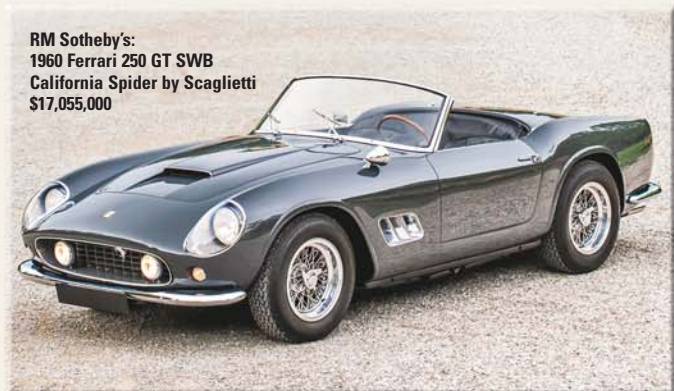 RM Sotheby's:
1960 Ferrari 250 GT SWB
California Spider by Scaglietti
$17,055,000